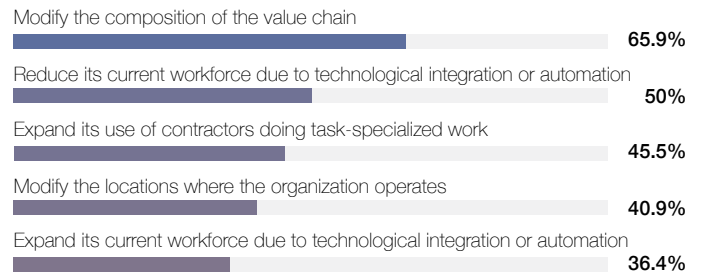 Modify the composition of the value chain
65.9%
Reduce its current workforce due to technological integration or automation
50%
Expand its use of contractors doing task-specialized work
45.5%
Modify the locations where the organization operates
40.9%
Expand its current workforce due to technological integration or automation
36.4%